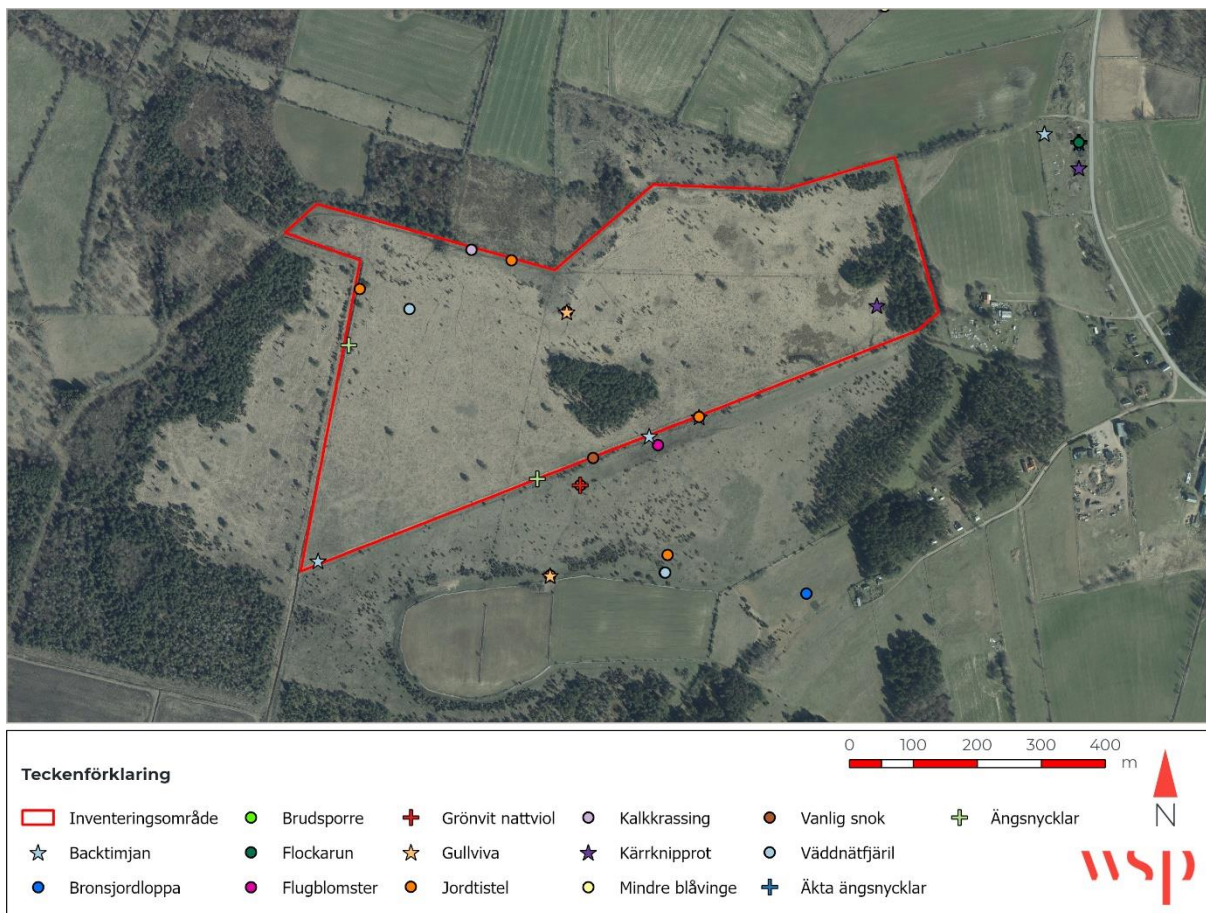 0 100 200 300 400
m
Teckenförklaring
Inventeringsområde Brudsporre Grönvit nattviol Kalkkrassing Vanlig snok Ängsnycklar
Backtimjan Flockarun Gullviva Kärrknipprot Väddnätfjäril
Bronsjordloppa Flugblomster Jordtistel Mindre blåvinge Äkta ängsnycklar
N
wsp